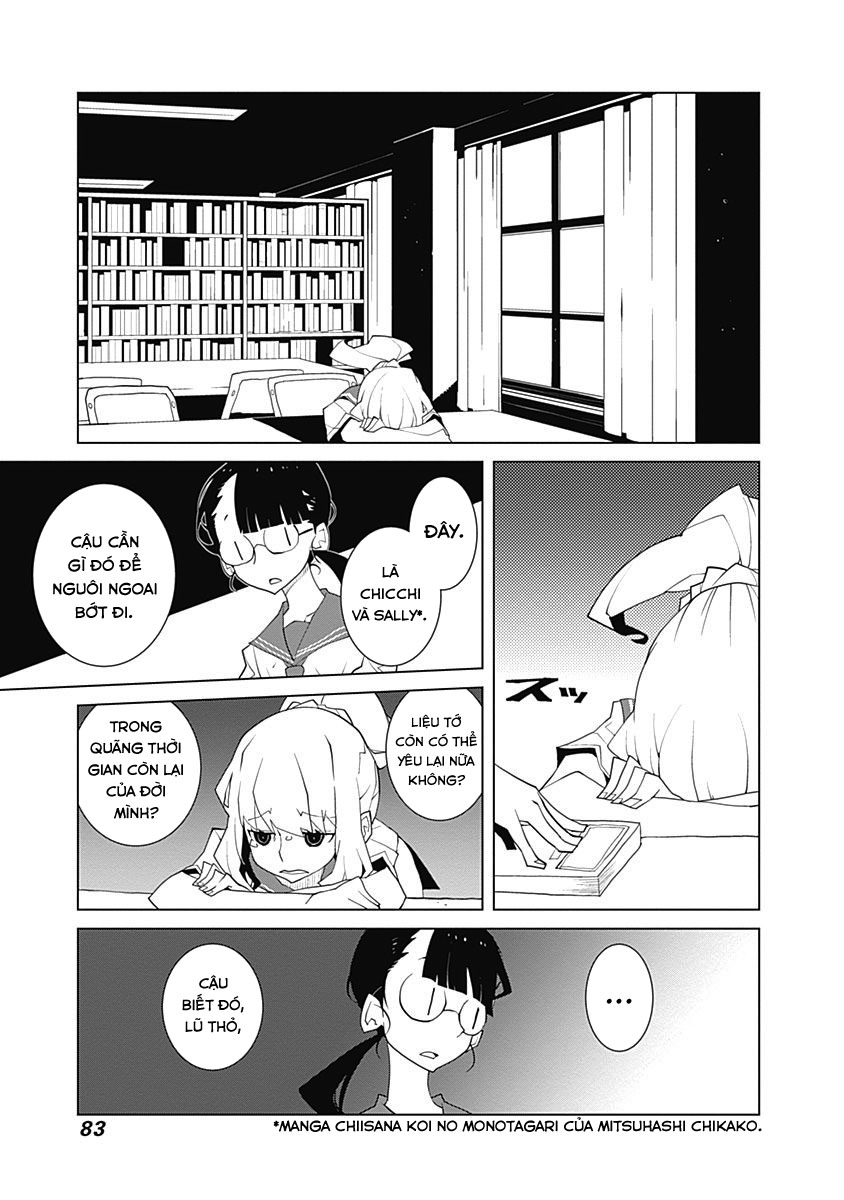 スッ
ĐÂY.
LÀ
CHICCHI
VÀ SALLY*.
CẬU CẦN
GÌ ĐÓ ĐỂ
NGUÔI NGOAI
BỚT ĐI.
LIỆU TỚ
CÒN CÓ THỂ
YÊU LẠI NỮA
KHÔNG?
TRONG
QUÃNG THỜI
GIAN CÒN LẠI
CỦA ĐỜI
MÌNH?
...
CẬU
BIẾT ĐÓ,
LŨ THỎ,
*MANGA CHIISANA KOI NO MONOTAGARI CỦA MITSUHASHI CHIKAKO.
83